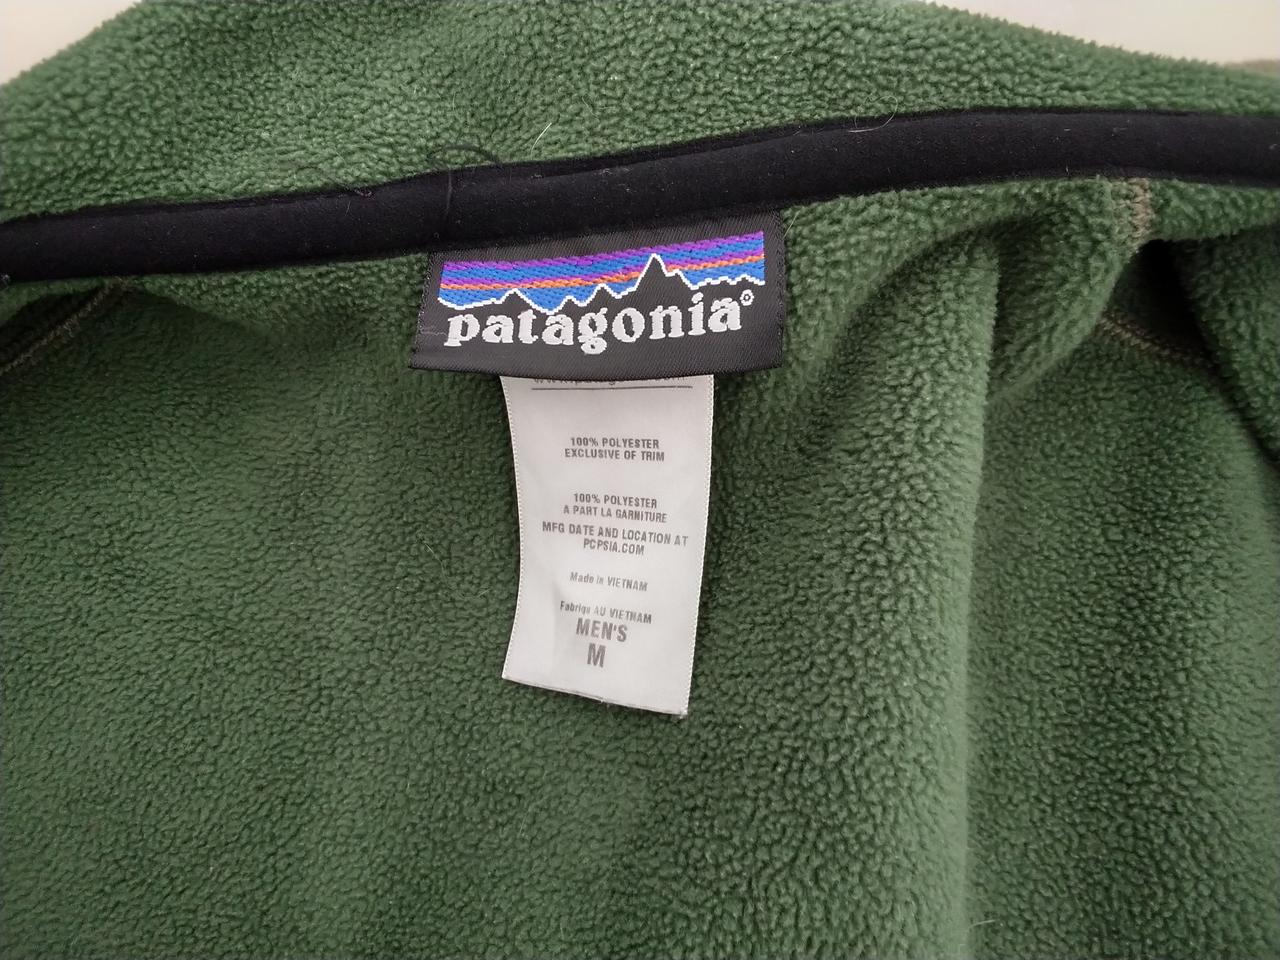 patagonia®
100% POLYESTER
EXCLUSIVE OF TRIM
100% POLYESTER
A PART LA GARNITURE
MFG DATE AND LOCATION AT
PCPSIA.COM
Made in VIETNAM
Fabriqu AU VIETNAM
MEN'S
M